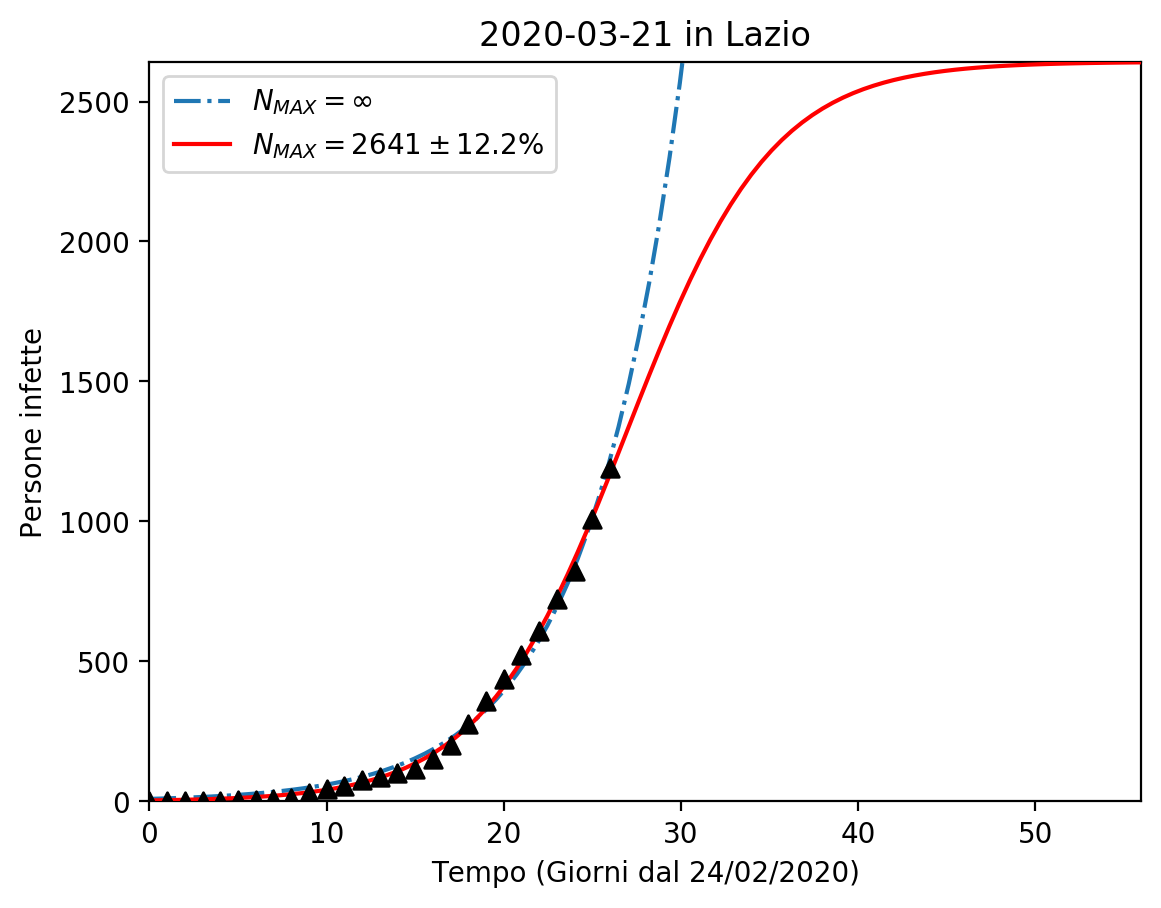 2020-03-21 in Lazio
N_MAX = ∞
N_MAX = 2641 ± 12.2%
Persone infette
2500
2000
1500
1000
500
0
0 10 20 30 40 50
Tempo (Giorni dal 24/02/2020)